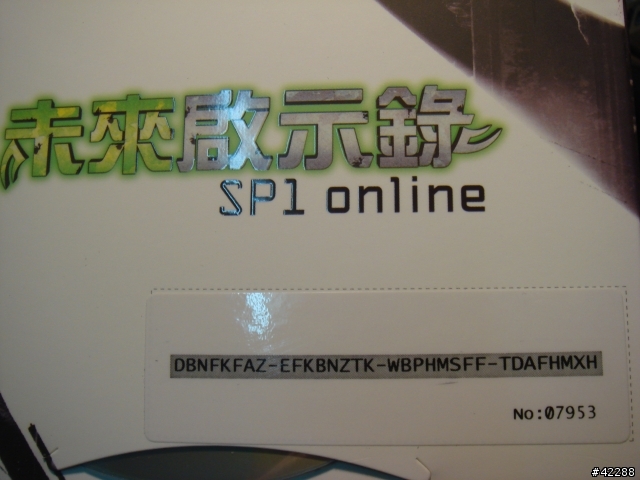 未來啟示錄
SP1 online
DBNFKFAZ-EFKBNZTK-WBPHMSFF-TDAFHMXH
No:07953
#42288